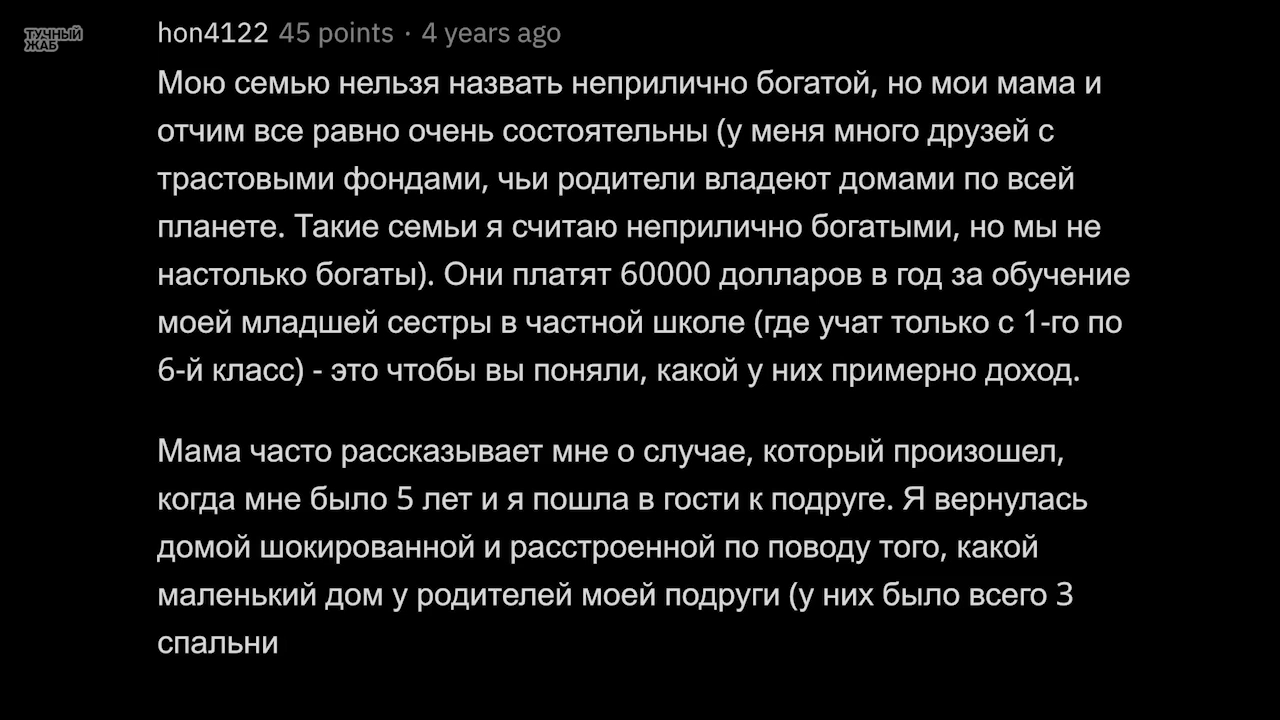 ТУЧНЫЙ
ЖАБ
hon4122 45 points · 4 years ago
Мою семью нельзя назвать неприлично богатой, но мои мама и
отчим все равно очень состоятельны (у меня много друзей с
трастовыми фондами, чьи родители владеют домами по всей
планете. Такие семьи я считаю неприлично богатыми, но мы не
настолько богаты). Они платят 60000 долларов в год за обучение
моей младшей сестры в частной школе (где учат только с 1-го по
6-й класс) - это чтобы вы поняли, какой у них примерно доход.
Мама часто рассказывает мне о случае, который произошел,
когда мне было 5 лет и я пошла в гости к подруге. Я вернулась
домой шокированной и расстроенной по поводу того, какой
маленький дом у родителей моей подруги (у них было всего 3
спальни